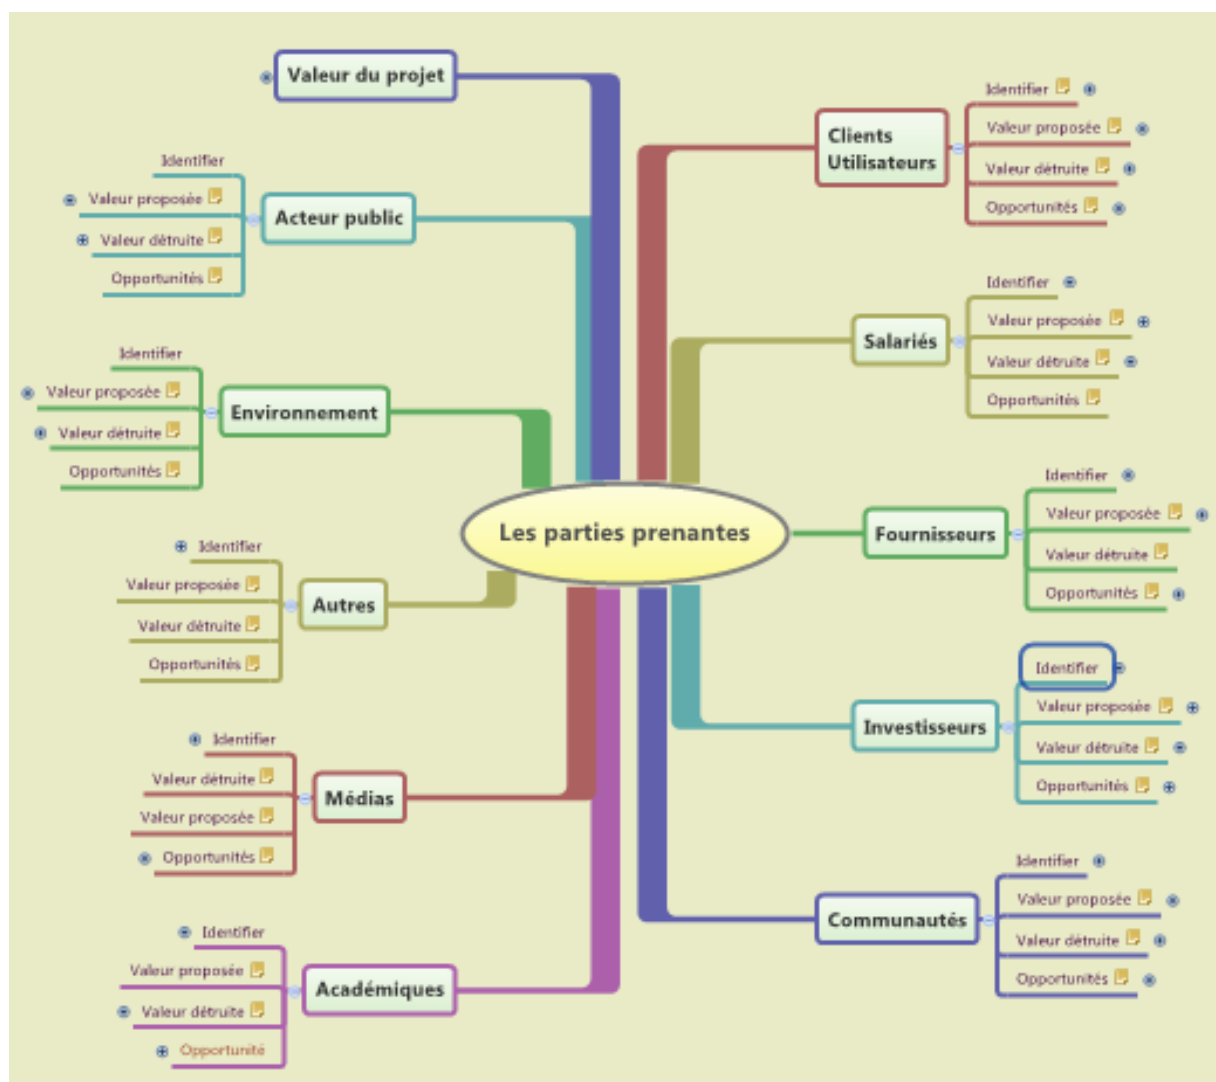 Les parties prenantes
Clients
Utilisateurs
Identifier
Valeur proposée
Valeur détruite
Opportunités
Salariés
Identifier
Valeur proposée
Valeur détruite
Opportunités
Fournisseurs
Identifier
Valeur proposée
Valeur détruite
Opportunités
Investisseurs
Identifier
Valeur proposée
Valeur détruite
Opportunités
Communautés
Identifier
Valeur proposée
Valeur détruite
Opportunités
Valeur du projet
Acteur public
Identifier
Valeur proposée
Valeur détruite
Opportunités
Environnement
Identifier
Valeur proposée
Valeur détruite
Opportunités
Autres
Identifier
Valeur proposée
Valeur détruite
Opportunités
Médias
Identifier
Valeur détruite
Valeur proposée
Opportunités
Académiques
Identifier
Valeur proposée
Valeur détruite
Opportunité